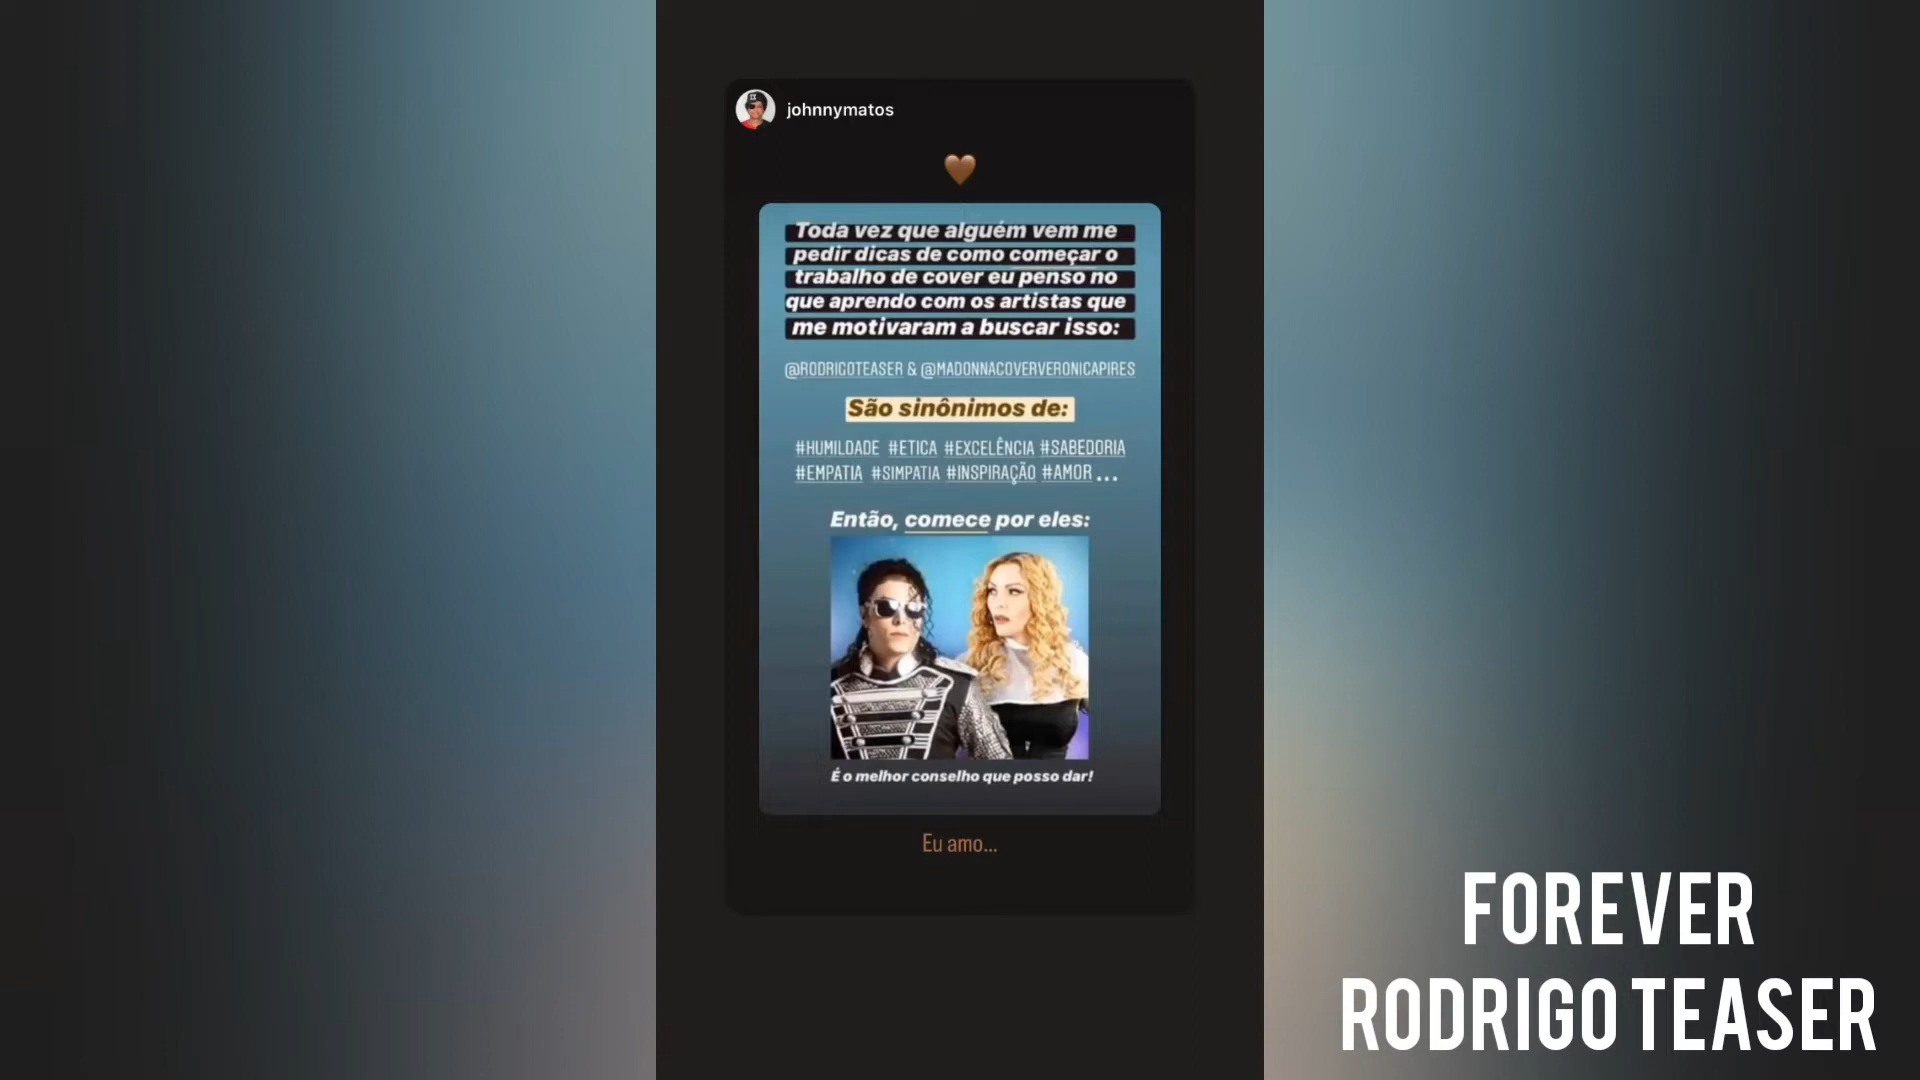 johnnymatos
Toda vez que alguém vem me
pedir dicas de como começar o
trabalho de cover eu penso no
que aprendo com os artistas que
me motivaram a buscar isso:
@RODRIGOTEASER & @MADONNACOVERVERONICAPIRES
São sinônimos de:
#HUMILDADE #ETICA #EXCELÊNCIA #SABEDORIA
#EMPATIA #SIMPATIA #INSPIRAÇÃO #AMOR ...
Então, comece por eles:
É o melhor conselho que posso dar!
Eu amo...
FOREVER
RODRIGO TEASER